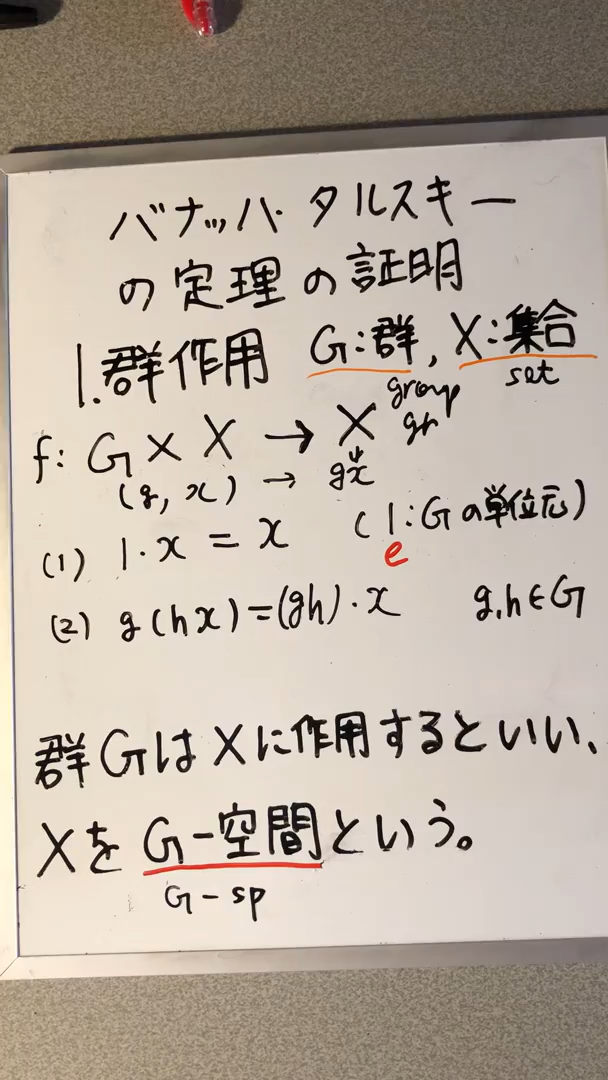 バナッハ・タルスキー
の定理の証明
1.群作用 G:群, X:集合
group set
gr
f: G × X → X
(g, x) → gx
(1) 1・x = x (1:Gの単位元)
e
(2) g(hx)=(gh)・x g,h∈G
群GはXに作用するといい、
XをG-空間という。
G-sp